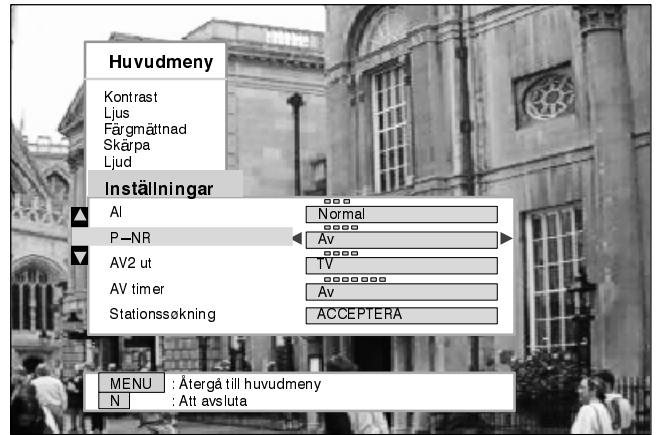 Huvudmeny
Kontrast
Ljus
Färgmättnad
Skärpa
Ljud
Inställningar
AI Normal
P–NR Av
AV2 ut TV
AV timer Av
Stationssøkning ACCEPTERA
MENU : Återgå till huvudmeny
N : Att avsluta